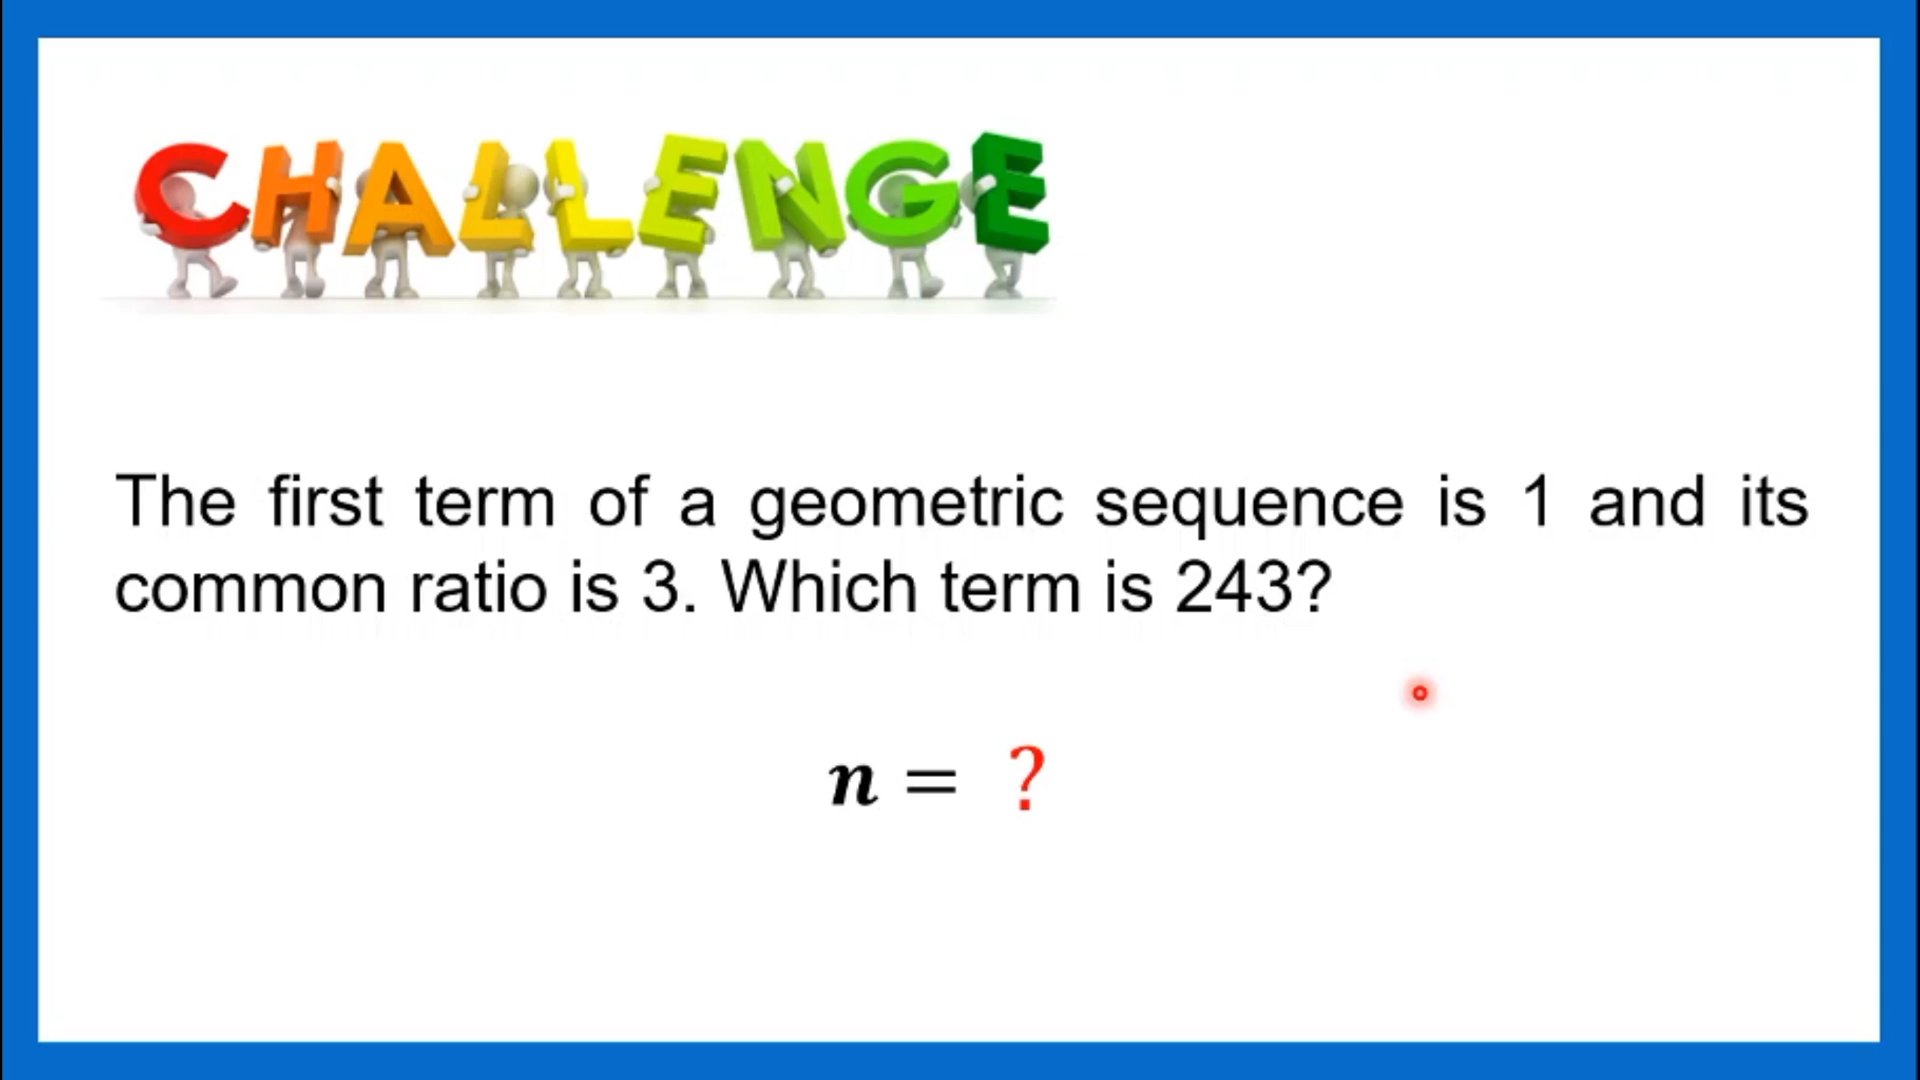 CHALLENGE
The first term of a geometric sequence is 1 and its
common ratio is 3. Which term is 243?
n = ?